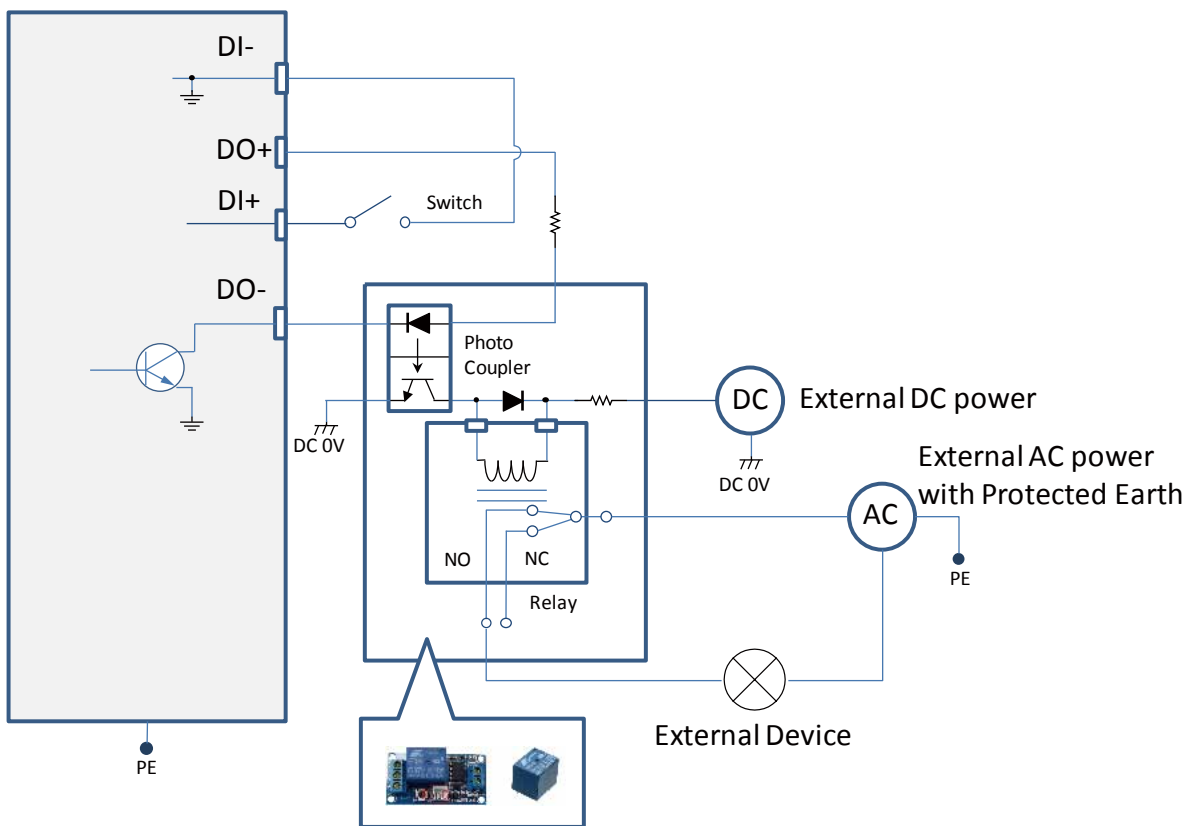 DI-
DO+
DI+
Switch
DO-
Photo
Coupler
DC
External DC power
DC 0V
DC 0V
External AC power
with Protected Earth
AC
NO
NC
PE
Relay
External Device
PE